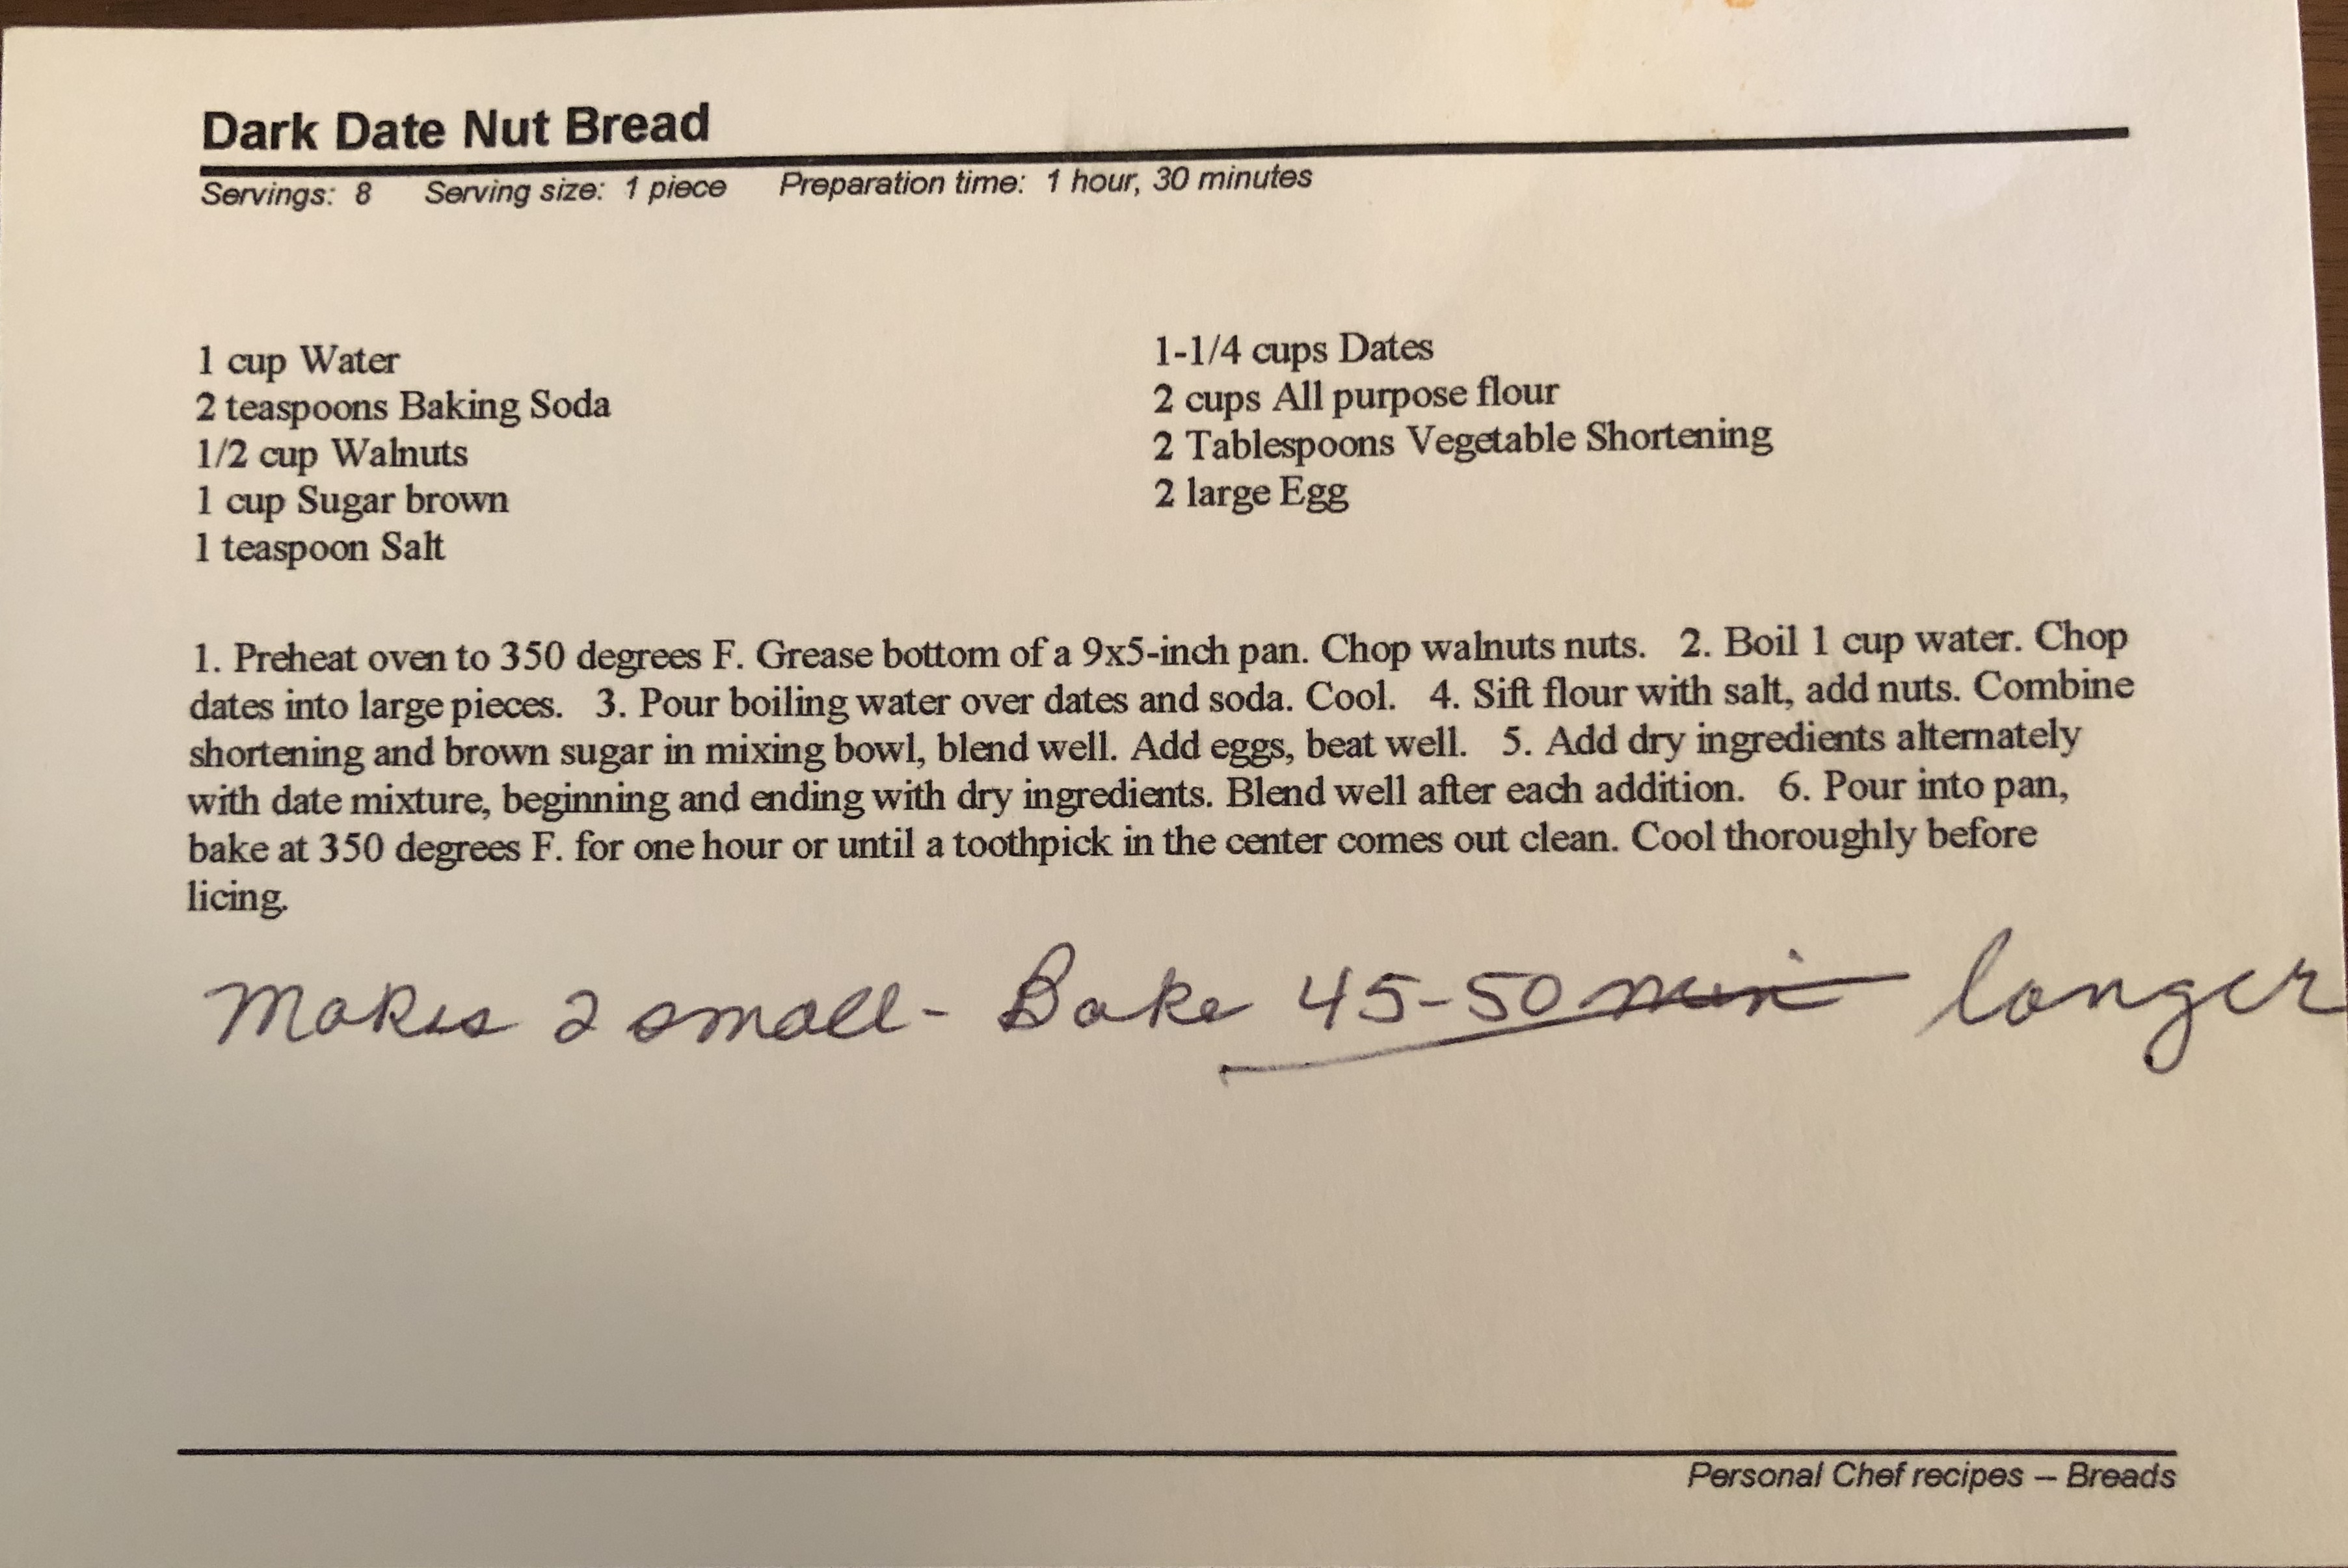 Dark Date Nut Bread
Servings: 8 Serving size: 1 piece Preparation time: 1 hour, 30 minutes
1 cup Water
2 teaspoons Baking Soda
1/2 cup Walnuts
1 cup Sugar brown
1 teaspoon Salt
1-1/4 cups Dates
2 cups All purpose flour
2 Tablespoons Vegetable Shortening
2 large Egg
1. Preheat oven to 350 degrees F. Grease bottom of a 9x5-inch pan. Chop walnuts nuts. 2. Boil 1 cup water. Chop
dates into large pieces. 3. Pour boiling water over dates and soda. Cool. 4. Sift flour with salt, add nuts. Combine
shortening and brown sugar in mixing bowl, blend well. Add eggs, beat well. 5. Add dry ingredients alternately
with date mixture, beginning and ending with dry ingredients. Blend well after each addition. 6. Pour into pan,
bake at 350 degrees F. for one hour or until a toothpick in the center comes out clean. Cool thoroughly before
licing.
Makes 2 small - Bake 45-50 min longer
Personal Chef recipes – Breads